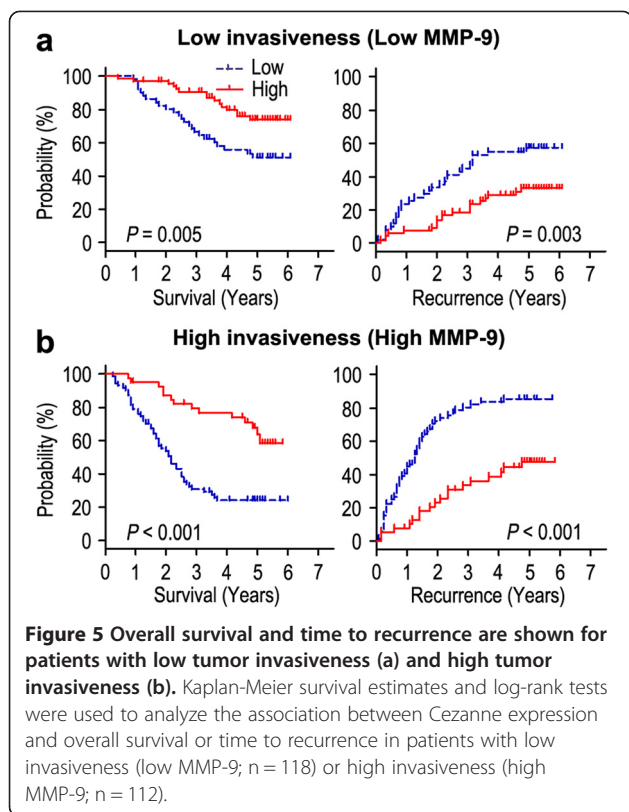 a
Low invasiveness (Low MMP-9)
Low
High
Probability (%)
100
80
60
40
20
0
P = 0.005
0 1 2 3 4 5 6 7
Survival (Years)
100
80
60
40
20
0
P = 0.003
0 1 2 3 4 5 6 7
Recurrence (Years)
b
High invasiveness (High MMP-9)
Probability (%)
100
80
60
40
20
0
P < 0.001
0 1 2 3 4 5 6 7
Survival (Years)
100
80
60
40
20
0
P < 0.001
0 1 2 3 4 5 6 7
Recurrence (Years)
Figure 5 Overall survival and time to recurrence are shown for
patients with low tumor invasiveness (a) and high tumor
invasiveness (b). Kaplan-Meier survival estimates and log-rank tests
were used to analyze the association between Cezanne expression
and overall survival or time to recurrence in patients with low
invasiveness (low MMP-9; n = 118) or high invasiveness (high
MMP-9; n = 112).